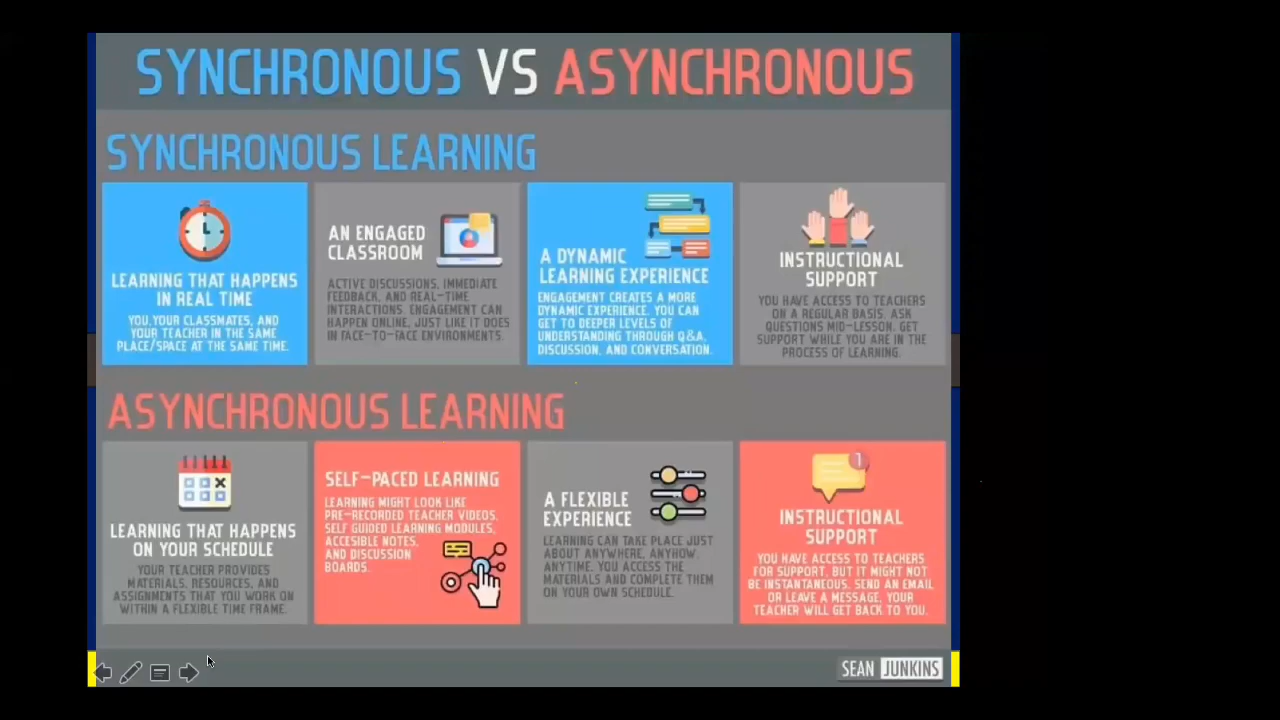 SYNCHRONOUS VS ASYNCHRONOUS
SYNCHRONOUS LEARNING
LEARNING THAT HAPPENS
IN REAL TIME
YOU, YOUR CLASSMATES, AND
YOUR TEACHER IN THE SAME
PLACE/SPACE AT THE SAME TIME.
AN ENGAGED
CLASSROOM
ACTIVE DISCUSSIONS, IMMEDIATE
FEEDBACK, AND REAL-TIME
INTERACTIONS. ENGAGEMENT CAN
HAPPEN ONLINE, JUST LIKE IT DOES
IN FACE-TO-FACE ENVIRONMENTS.
A DYNAMIC
LEARNING EXPERIENCE
ENGAGEMENT CREATES A MORE
DYNAMIC EXPERIENCE. YOU CAN
GET TO DEEPER LEVELS OF
UNDERSTANDING THROUGH Q&A,
DISCUSSION, AND CONVERSATION.
INSTRUCTIONAL
SUPPORT
YOU HAVE ACCESS TO TEACHERS
ON A REGULAR BASIS. ASK
QUESTIONS MID-LESSON. GET
SUPPORT WHILE YOU ARE IN THE
PROCESS OF LEARNING.
ASYNCHRONOUS LEARNING
LEARNING THAT HAPPENS
ON YOUR SCHEDULE
YOUR TEACHER PROVIDES
MATERIALS, RESOURCES, AND
ASSIGNMENTS THAT YOU WORK ON
WITHIN A FLEXIBLE TIME FRAME.
SELF-PACED LEARNING
LEARNING MIGHT LOOK LIKE
PRE-RECORDED TEACHER VIDEOS,
SELF GUIDED LEARNING MODULES,
ACCESIBLE NOTES,
AND DISCUSSION
BOARDS.
A FLEXIBLE
EXPERIENCE
LEARNING CAN TAKE PLACE JUST
ABOUT ANYWHERE, ANYHOW,
ANYTIME. YOU ACCESS THE
MATERIALS AND COMPLETE THEM
ON YOUR OWN SCHEDULE.
1
INSTRUCTIONAL
SUPPORT
YOU HAVE ACCESS TO TEACHERS
FOR SUPPORT, BUT IT MIGHT NOT
BE INSTANTANEOUS. SEND AN EMAIL
OR LEAVE A MESSAGE, YOUR
TEACHER WILL GET BACK TO YOU.
SEAN JUNKINS